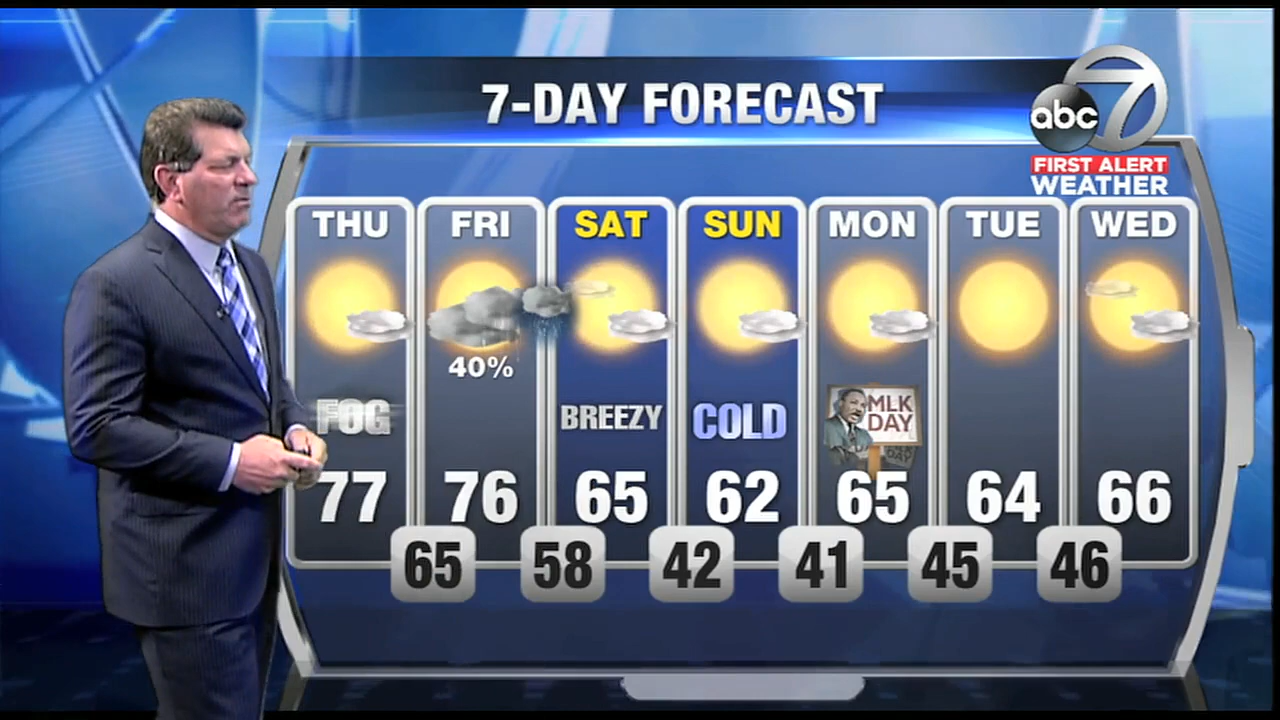 7-DAY FORECAST
abc 7
FIRST ALERT
WEATHER
THU FRI SAT SUN MON TUE WED
40%
FOG BREEZY COLD MLK DAY
77 76 65 62 65 64 66
65 58 42 41 45 46